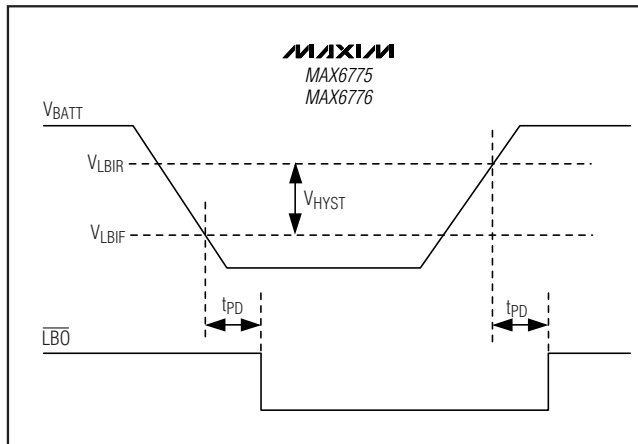 MAXIM
MAX6775
MAX6776
VBATT
VLBIR
VHYST
VLBIF
tPD
tPD
LBO